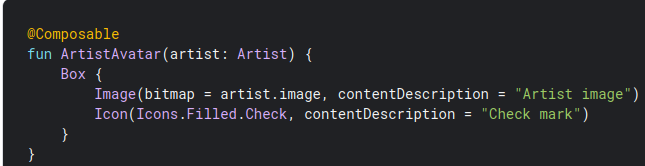 @Composable
fun ArtistAvatar(artist: Artist) {
    Box {
        Image(bitmap = artist.image, contentDescription = "Artist image")
        Icon(Icons.Filled.Check, contentDescription = "Check mark")
    }
}